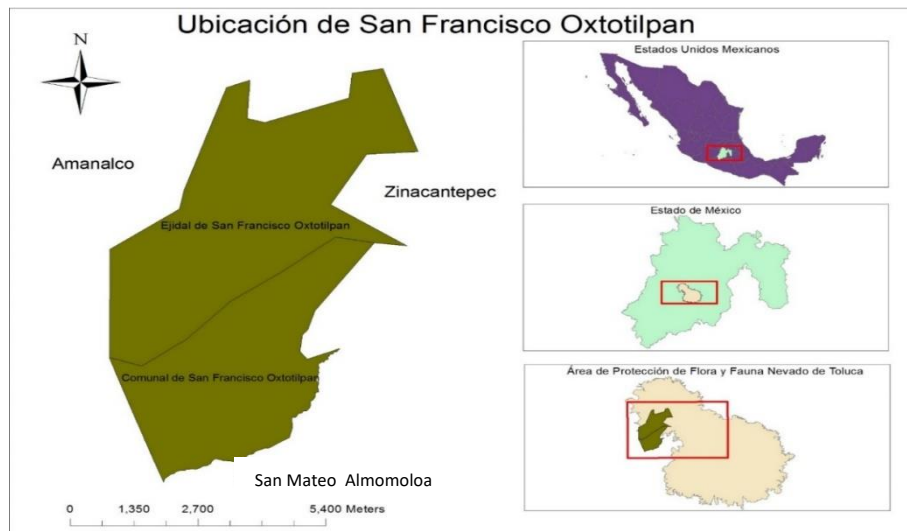 Ubicación de San Francisco Oxtotilpan
N
Estados Unidos Mexicanos
Amanalco
Zinacantepec
Ejidal de San Francisco Oxtotilpan
Estado de México
Comunal de San Francisco Oxtotilpan
Área de Protección de Flora y Fauna Nevado de Toluca
San Mateo Almomoloa
0 1,350 2,700 5,400 Meters